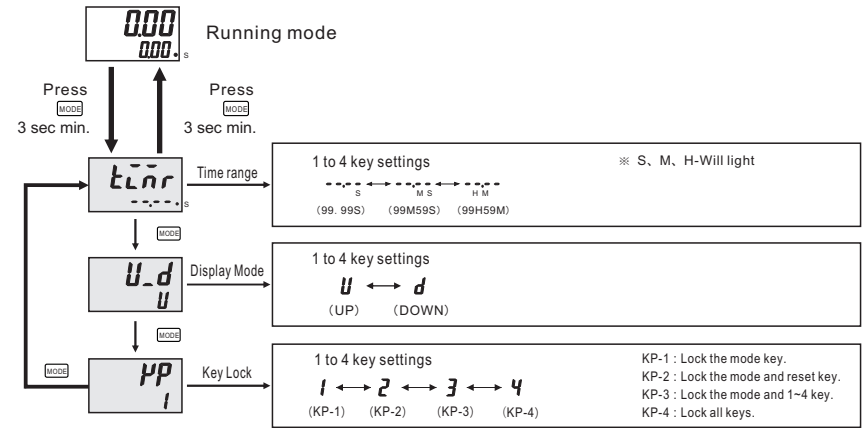 0.00
0.00 S
Running mode
Press
MODE
3 sec min.
Press
MODE
3 sec min.
timr
--.-- S
Time range
1 to 4 key settings
※ S、M、H-Will light
--.-- S ↔ --.-- M S ↔ --.-- H M
(99. 99S) (99M59S) (99H59M)
MODE
U_d
U
Display Mode
1 to 4 key settings
U ↔ d
(UP) (DOWN)
MODE
MODE
KP
1
Key Lock
1 to 4 key settings
1 ↔ 2 ↔ 3 ↔ 4
(KP-1) (KP-2) (KP-3) (KP-4)
KP-1 : Lock the mode key.
KP-2 : Lock the mode and reset key.
KP-3 : Lock the mode and 1~4 key.
KP-4 : Lock all keys.